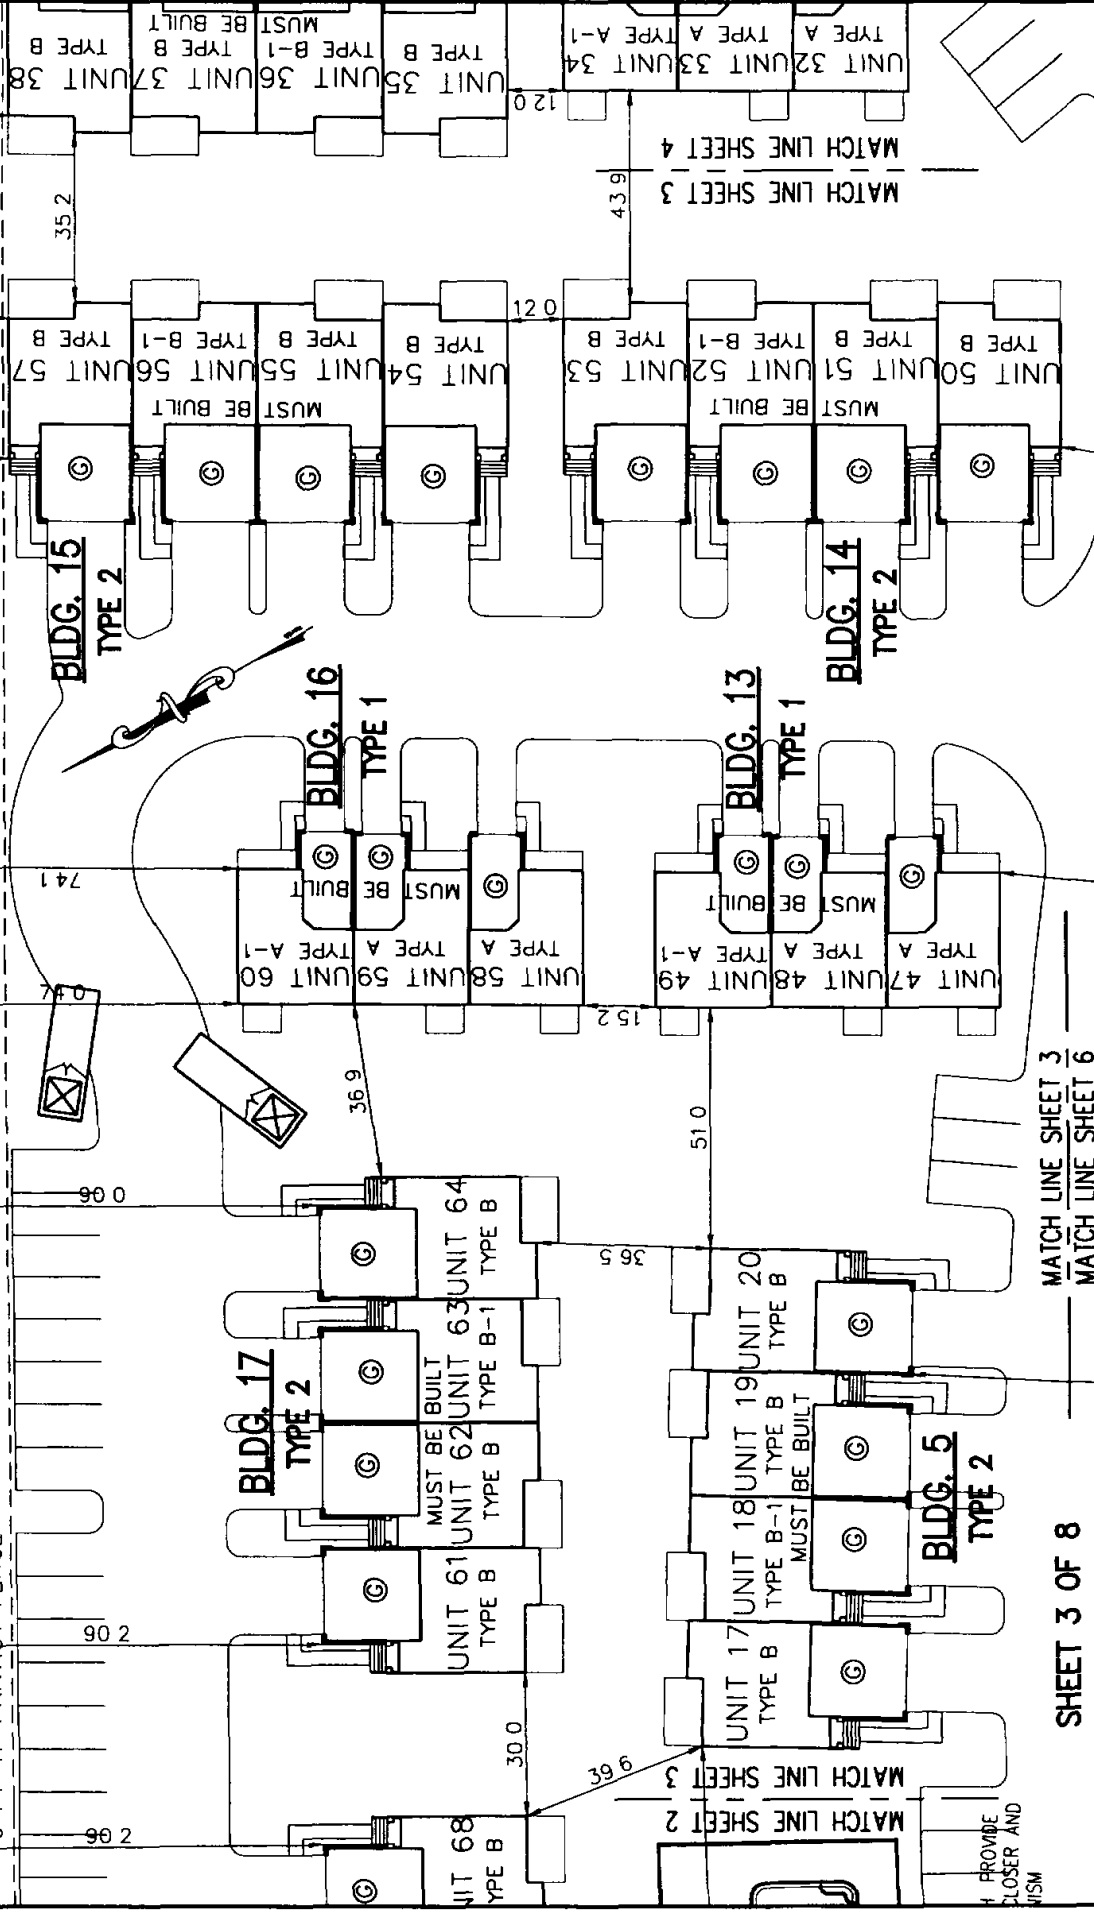 UNIT 38
TYPE B
UNIT 37
TYPE B
UNIT 36
TYPE B-1
MUST BE BUILT
UNIT 35
TYPE B
UNIT 34
TYPE A-1
UNIT 33
TYPE A
UNIT 32
TYPE A
12 0
MATCH LINE SHEET 4
MATCH LINE SHEET 3
35.2
43 9
12 0
UNIT 57
TYPE B
UNIT 56
TYPE B-1
UNIT 55
TYPE B
MUST BE BUILT
UNIT 54
TYPE B
UNIT 53
TYPE B
UNIT 52
TYPE B-1
UNIT 51
TYPE B
MUST BE BUILT
UNIT 50
TYPE B
G
G
G
G
G
G
G
G
BLDG. 15
TYPE 2
BLDG. 14
TYPE 2
BLDG. 16
TYPE 1
BLDG. 13
TYPE 1
74 1
74 0
G
G
G
MUST BE BUILT
UNIT 60
TYPE A-1
UNIT 59
TYPE A
UNIT 58
TYPE A
G
G
G
MUST BE BUILT
UNIT 49
TYPE A-1
UNIT 48
TYPE A
UNIT 47
TYPE A
15.2
36 9
51 0
MATCH LINE SHEET 3
MATCH LINE SHEET 6
90 0
36 5
UNIT 64
TYPE B
UNIT 63
TYPE B-1
MUST BE BUILT
UNIT 62
TYPE B
UNIT 61
TYPE B
G
G
G
G
BLDG. 17
TYPE 2
UNIT 20
TYPE B
UNIT 19
TYPE B
MUST BE BUILT
UNIT 18
TYPE B-1
UNIT 17
TYPE B
G
G
G
G
BLDG. 5
TYPE 2
90 2
30 0
39 6
MATCH LINE SHEET 3
MATCH LINE SHEET 2
90 2
NIT 68
YPE B
G
PROVIDE
CLOSER AND
SHEET 3 OF 8